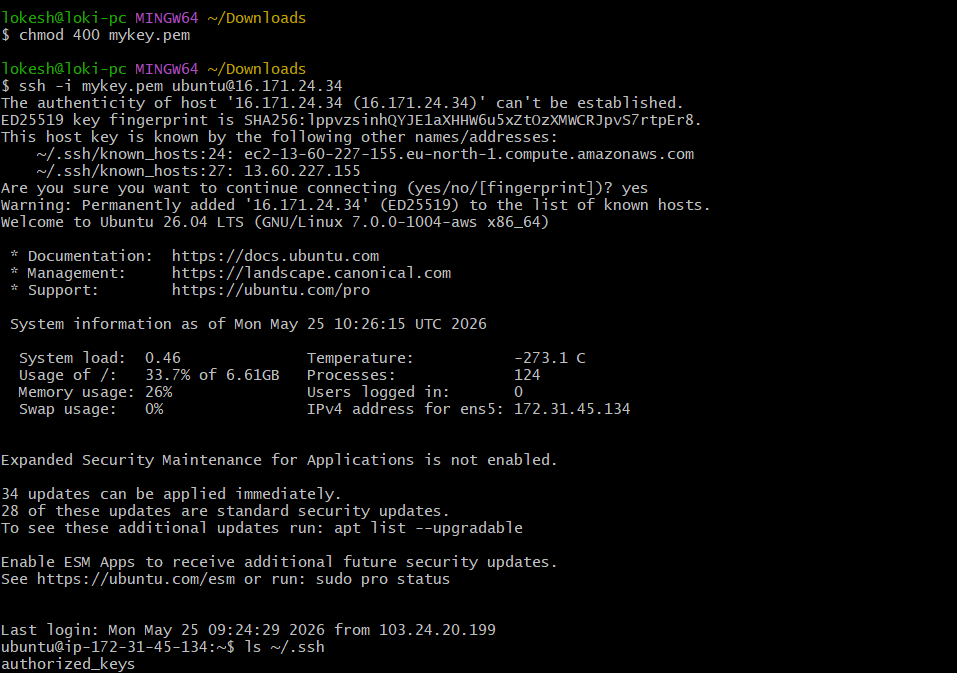 lokesh@loki-pc MINGW64 ~/Downloads
$ chmod 400 mykey.pem
lokesh@loki-pc MINGW64 ~/Downloads
$ ssh -i mykey.pem ubuntu@16.171.24.34
The authenticity of host '16.171.24.34 (16.171.24.34)' can't be established.
ED25519 key fingerprint is SHA256:lppvzsinhQYJE1aXHHW6u5xZtOzXMWCRJpvS7rtpEr8.
This host key is known by the following other names/addresses:
    ~/.ssh/known_hosts:24: ec2-13-60-227-155.eu-north-1.compute.amazonaws.com
    ~/.ssh/known_hosts:27: 13.60.227.155
Are you sure you want to continue connecting (yes/no/[fingerprint])? yes
Warning: Permanently added '16.171.24.34' (ED25519) to the list of known hosts.
Welcome to Ubuntu 26.04 LTS (GNU/Linux 7.0.0-1004-aws x86_64)
 * Documentation:  https://docs.ubuntu.com
 * Management:     https://landscape.canonical.com
 * Support:        https://ubuntu.com/pro
 System information as of Mon May 25 10:26:15 UTC 2026
  System load:  0.46              Temperature:           -273.1 C
  Usage of /:   33.7% of 6.61GB   Processes:             124
  Memory usage: 26%               Users logged in:       0
  Swap usage:   0%                IPv4 address for ens5: 172.31.45.134
Expanded Security Maintenance for Applications is not enabled.
34 updates can be applied immediately.
28 of these updates are standard security updates.
To see these additional updates run: apt list --upgradable
Enable ESM Apps to receive additional future security updates.
See https://ubuntu.com/esm or run: sudo pro status
Last login: Mon May 25 09:24:29 2026 from 103.24.20.199
ubuntu@ip-172-31-45-134:~$ ls ~/.ssh
authorized_keys